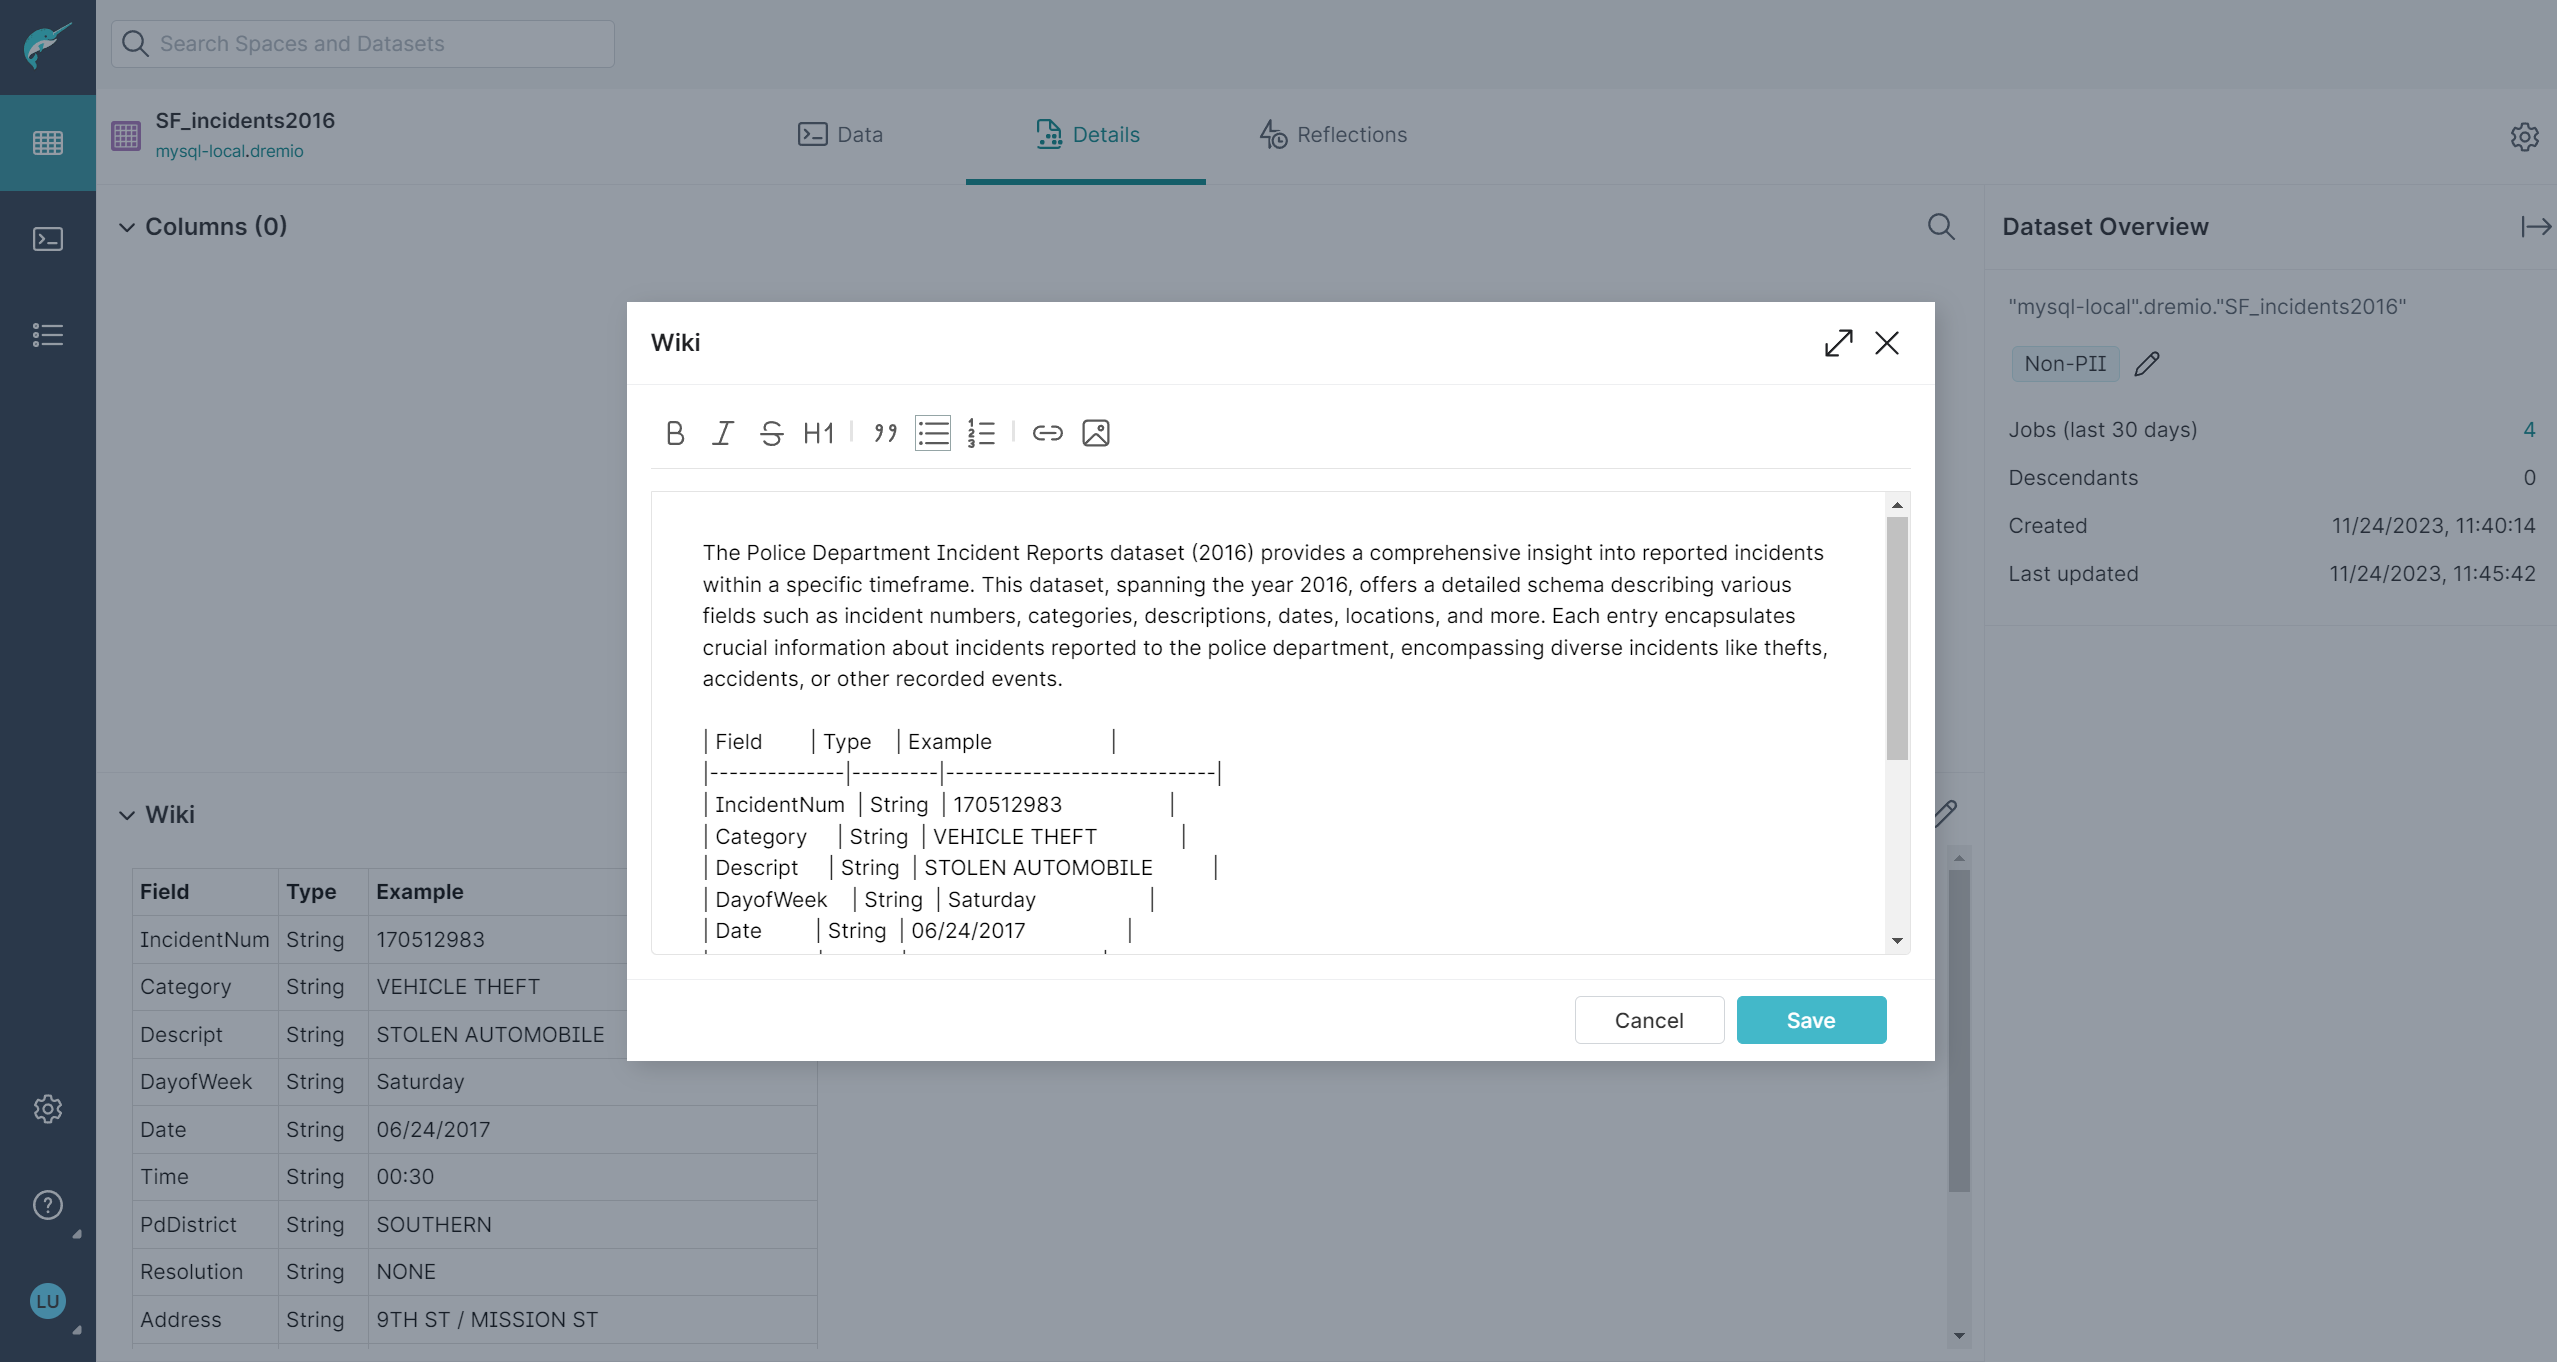 Search Spaces and Datasets
SF_incidents2016
mysql-local.dremio
Data
Details
Reflections
Columns (0)
Dataset Overview
"mysql-local".dremio."SF_incidents2016"
Non-PII
Jobs (last 30 days) 4
Descendants 0
Created 11/24/2023, 11:40:14
Last updated 11/24/2023, 11:45:42
Wiki
B I S H1
The Police Department Incident Reports dataset (2016) provides a comprehensive insight into reported incidents
within a specific timeframe. This dataset, spanning the year 2016, offers a detailed schema describing various
fields such as incident numbers, categories, descriptions, dates, locations, and more. Each entry encapsulates
crucial information about incidents reported to the police department, encompassing diverse incidents like thefts,
accidents, or other recorded events.
| Field | Type | Example |
|--------------|---------|----------------------------|
| IncidentNum | String | 170512983 |
| Category | String | VEHICLE THEFT |
| Descript | String | STOLEN AUTOMOBILE |
| DayofWeek | String | Saturday |
| Date | String | 06/24/2017 |
Cancel
Save
Wiki
Field Type Example
IncidentNum String 170512983
Category String VEHICLE THEFT
Descript String STOLEN AUTOMOBILE
DayofWeek String Saturday
Date String 06/24/2017
Time String 00:30
PdDistrict String SOUTHERN
Resolution String NONE
Address String 9TH ST / MISSION ST
LU